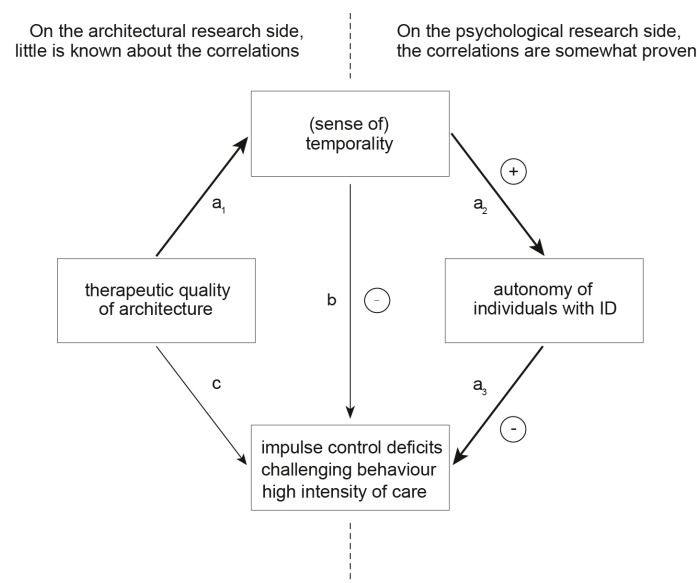 On the architectural research side,
little is known about the correlations
On the psychological research side,
the correlations are somewhat proven
(sense of)
temporality
+
a₁
a₂
therapeutic quality
of architecture
b
-
autonomy of
individuals with ID
c
a₃
-
impulse control deficits
challenging behaviour
high intensity of care